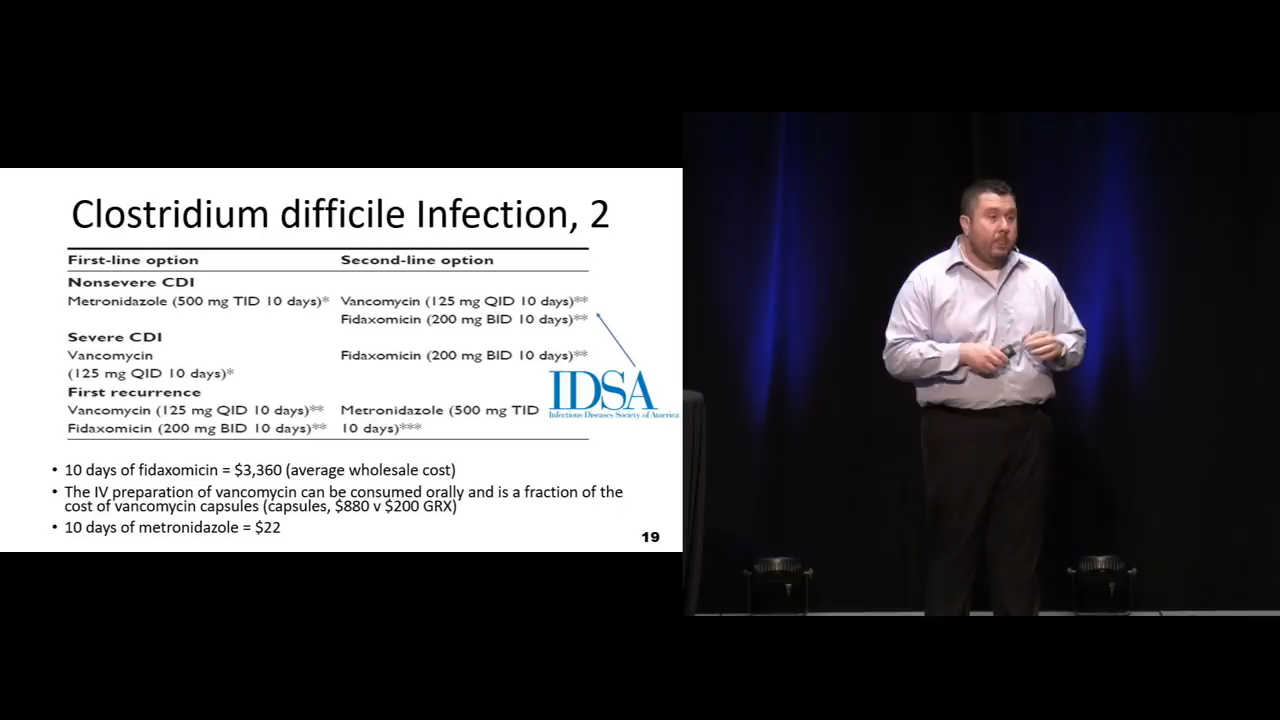 Clostridium difficile Infection, 2
First-line option Second-line option
Nonsevere CDI
Metronidazole (500 mg TID 10 days)* Vancomycin (125 mg QID 10 days)**
Fidaxomicin (200 mg BID 10 days)**
Severe CDI
Vancomycin Fidaxomicin (200 mg BID 10 days)**
(125 mg QID 10 days)*
First recurrence
Vancomycin (125 mg QID 10 days)** Metronidazole (500 mg TID
Fidaxomicin (200 mg BID 10 days)** 10 days)***
IDSA
Infectious Diseases Society of America
• 10 days of fidaxomicin = $3,360 (average wholesale cost)
• The IV preparation of vancomycin can be consumed orally and is a fraction of the
cost of vancomycin capsules (capsules, $880 v $200 GRX)
• 10 days of metronidazole = $22
19